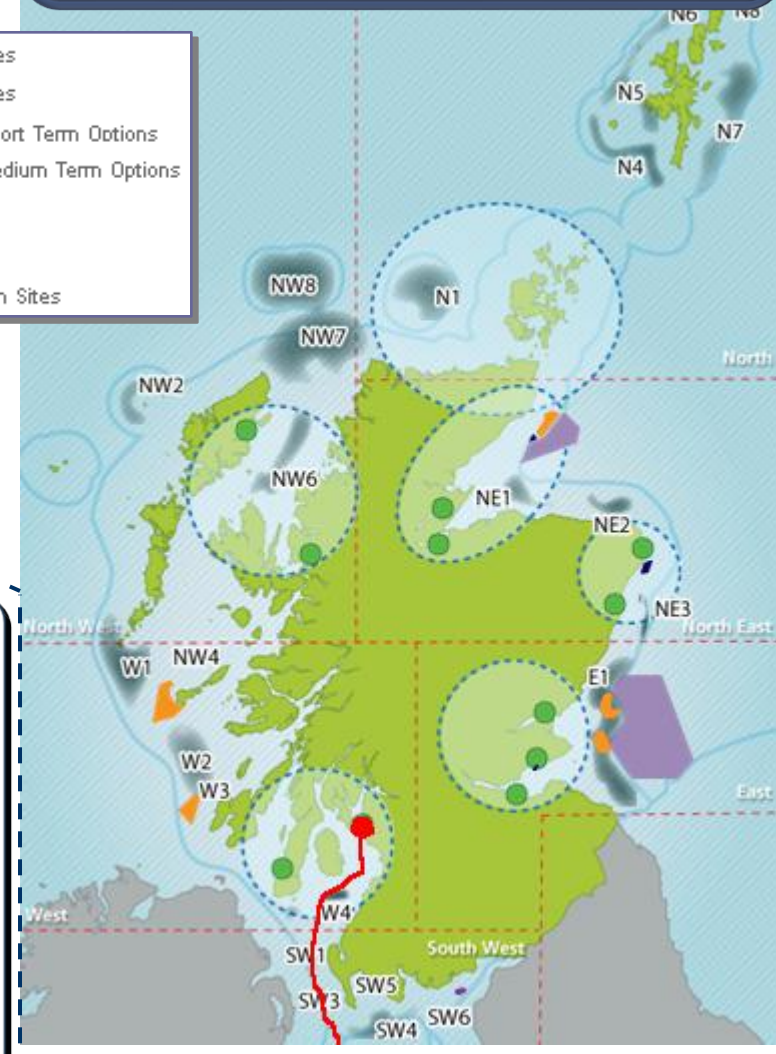 N6 N8
es
es
ort Term Options
edium Term Options
n Sites
N5
N7
N4
NW8
N1
NW7
North
NW2
NW6
NE1
NE2
NE3
North West
North East
W1
NW4
E1
W2
W3
East
W4
West
SW1
South West
SW5
SW3
SW6
SW4